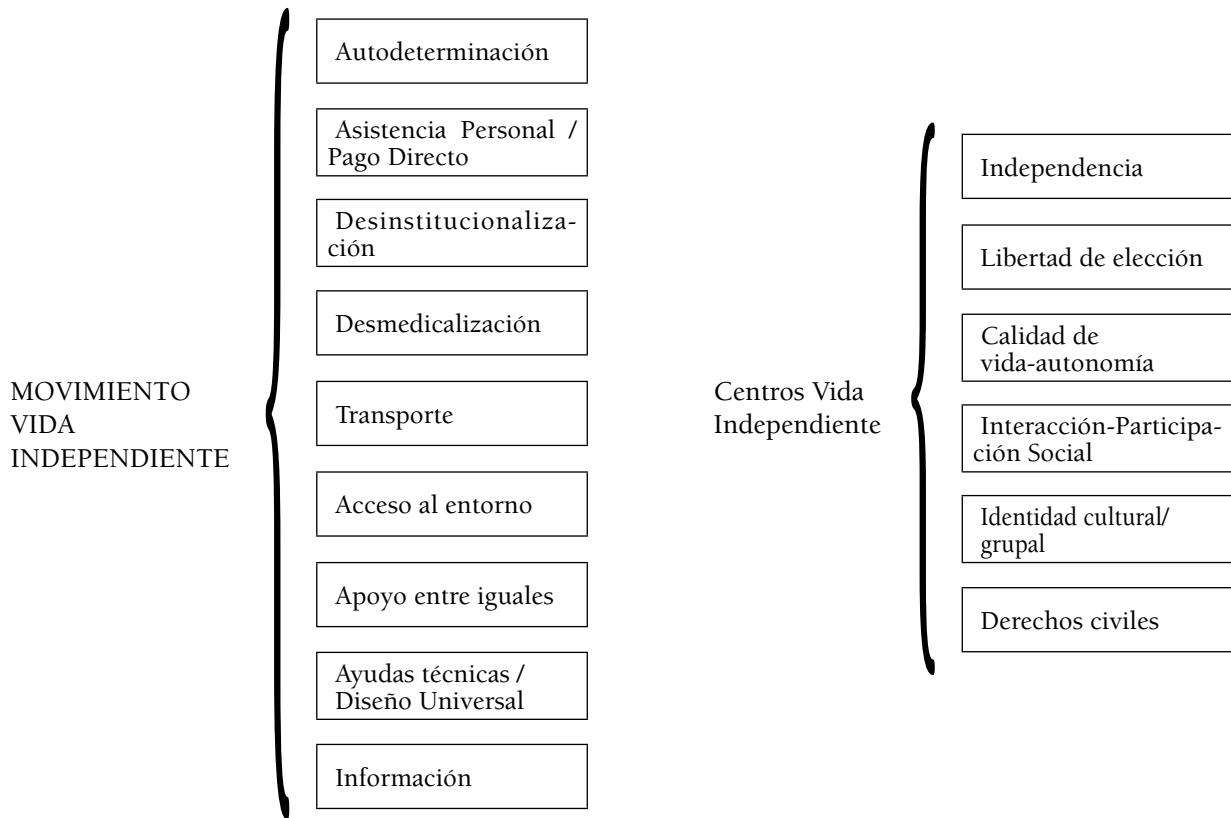 MOVIMIENTO
VIDA
INDEPENDIENTE
Autodeterminación
Asistencia Personal /
Pago Directo
Desinstitucionaliza-
ción
Desmedicalización
Transporte
Acceso al entorno
Apoyo entre iguales
Ayudas técnicas /
Diseño Universal
Información
Centros Vida
Independiente
Independencia
Libertad de elección
Calidad de
vida-autonomía
Interacción-Participa-
ción Social
Identidad cultural/
grupal
Derechos civiles